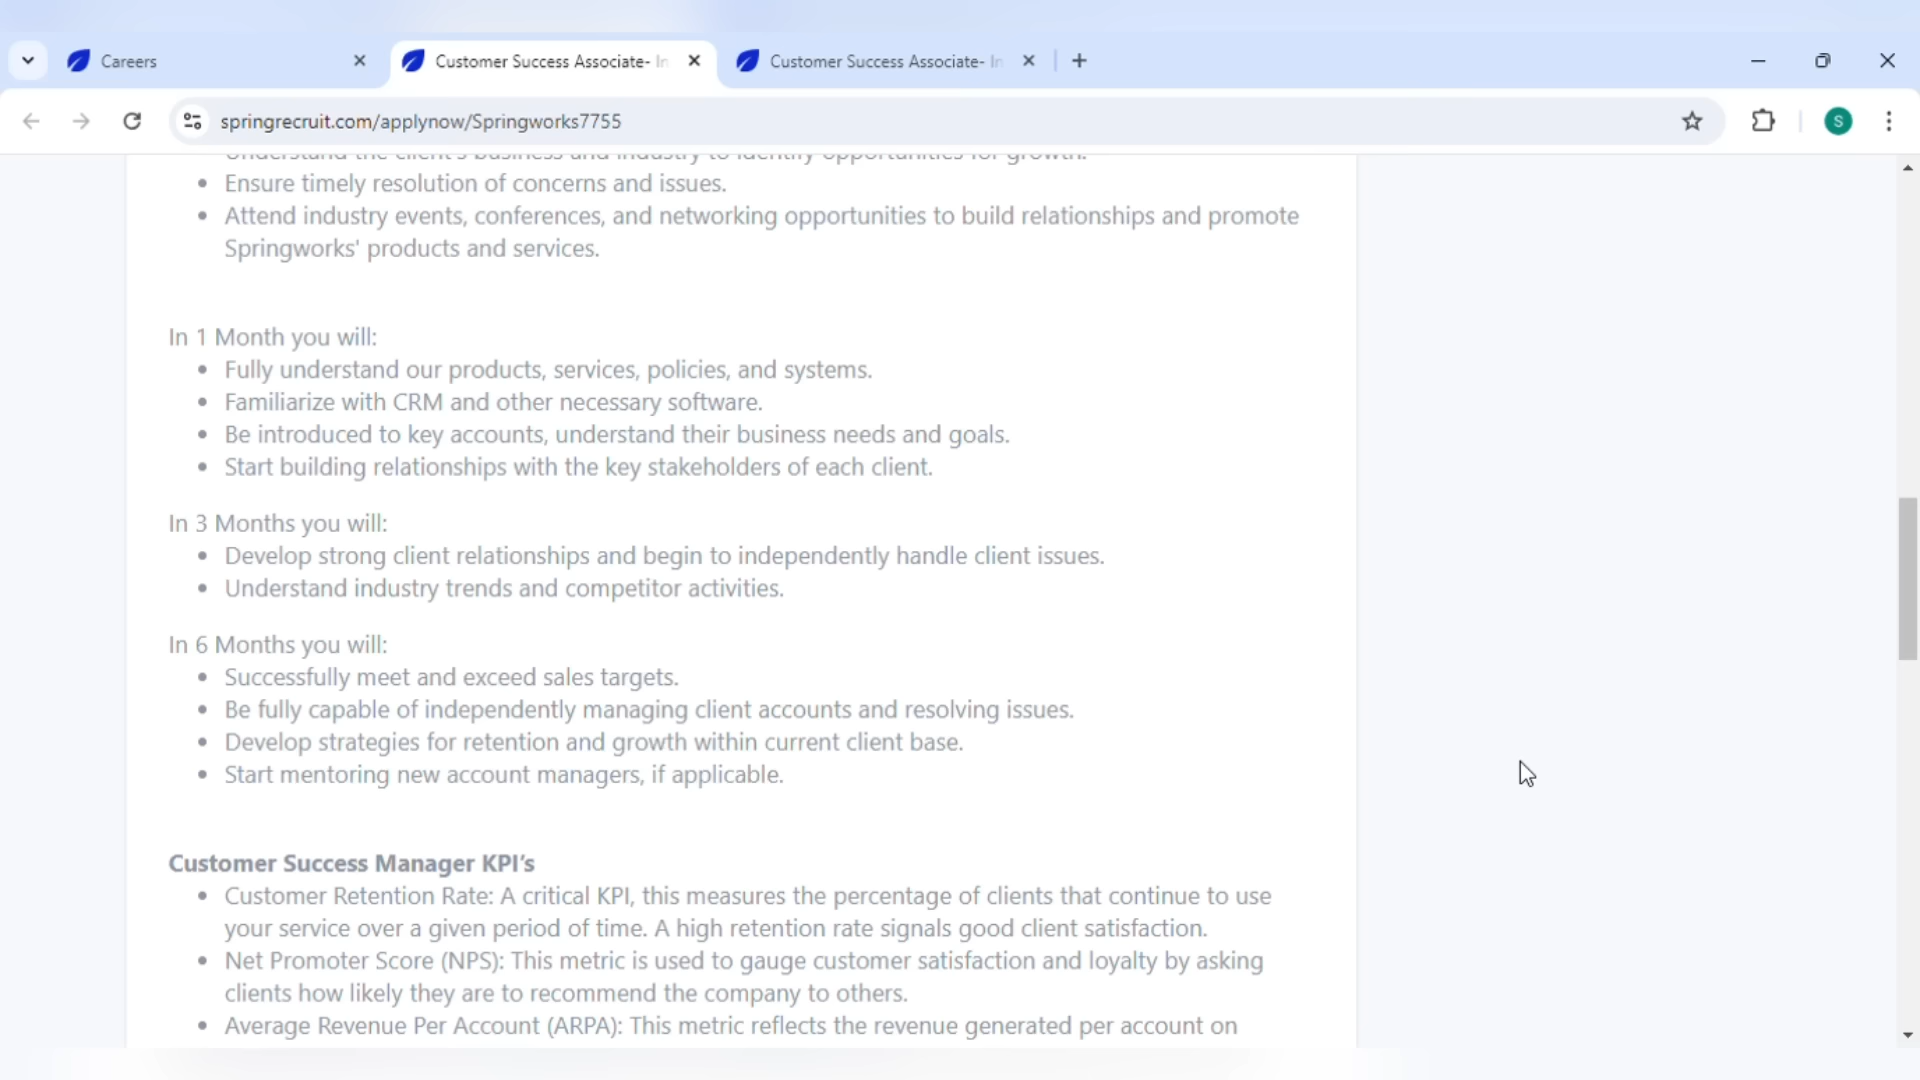 Careers
Customer Success Associate- In
Customer Success Associate- In
springrecruit.com/applynow/Springworks7755
S
Understand the client's business and industry to identify opportunities for growth.
• Ensure timely resolution of concerns and issues.
• Attend industry events, conferences, and networking opportunities to build relationships and promote
Springworks' products and services.
In 1 Month you will:
• Fully understand our products, services, policies, and systems.
• Familiarize with CRM and other necessary software.
• Be introduced to key accounts, understand their business needs and goals.
• Start building relationships with the key stakeholders of each client.
In 3 Months you will:
• Develop strong client relationships and begin to independently handle client issues.
• Understand industry trends and competitor activities.
In 6 Months you will:
• Successfully meet and exceed sales targets.
• Be fully capable of independently managing client accounts and resolving issues.
• Develop strategies for retention and growth within current client base.
• Start mentoring new account managers, if applicable.
Customer Success Manager KPI’s
• Customer Retention Rate: A critical KPI, this measures the percentage of clients that continue to use
your service over a given period of time. A high retention rate signals good client satisfaction.
• Net Promoter Score (NPS): This metric is used to gauge customer satisfaction and loyalty by asking
clients how likely they are to recommend the company to others.
• Average Revenue Per Account (ARPA): This metric reflects the revenue generated per account on